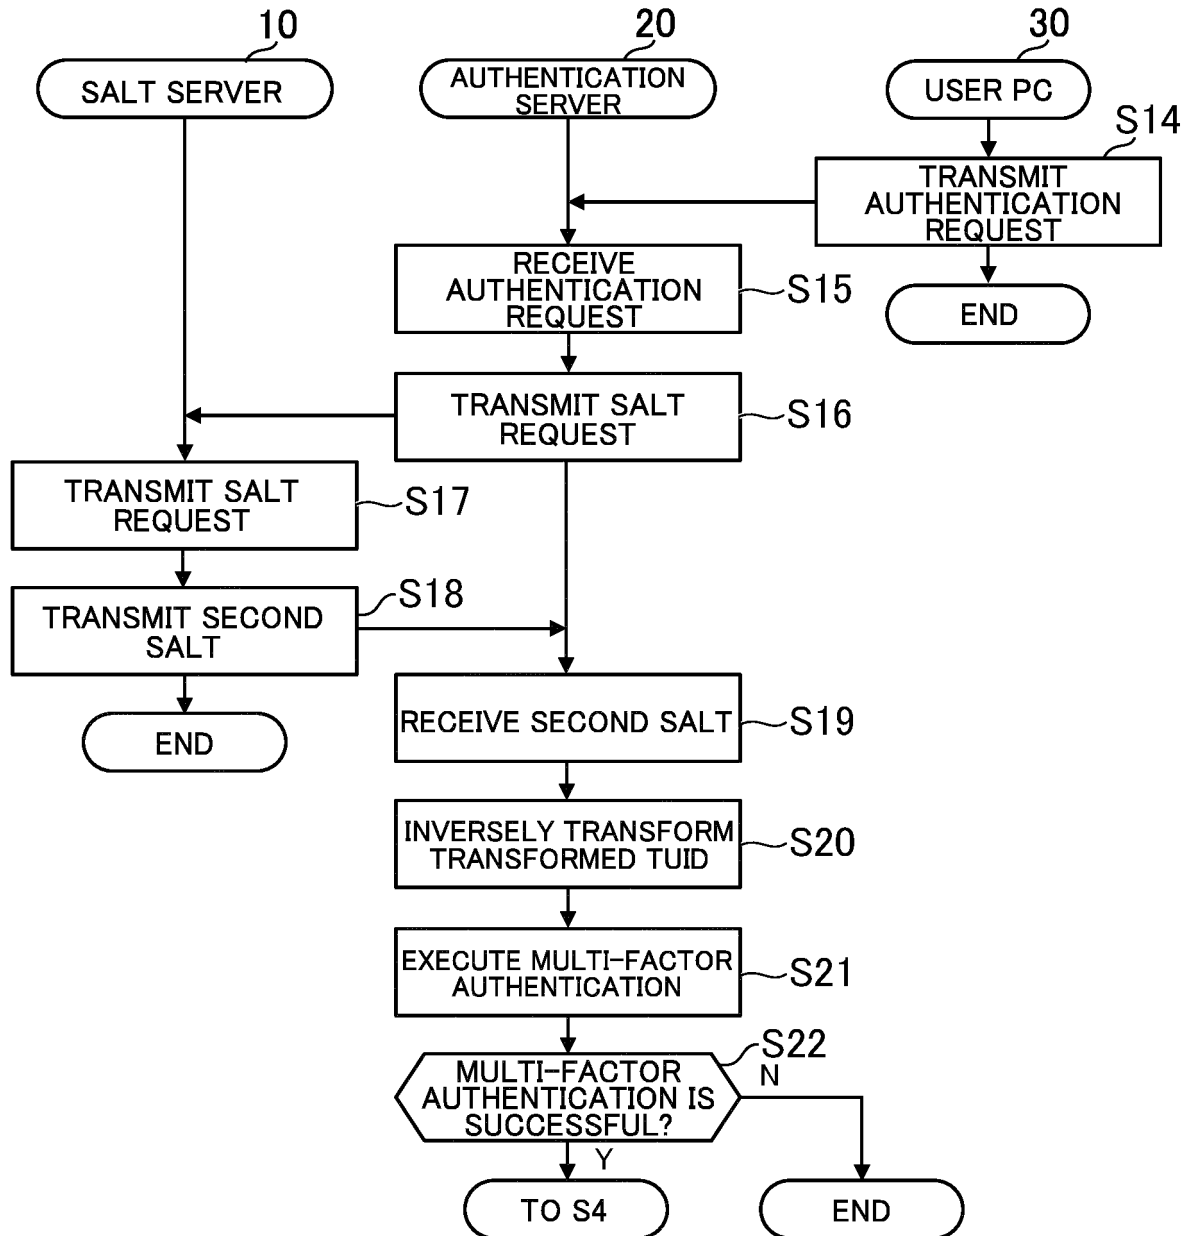 10
20
30
SALT SERVER
AUTHENTICATION
SERVER
USER PC
S14
TRANSMIT
AUTHENTICATION
REQUEST
RECEIVE
AUTHENTICATION
REQUEST
S15
END
TRANSMIT SALT
REQUEST
S16
TRANSMIT SALT
REQUEST
S17
TRANSMIT SECOND
SALT
S18
END
RECEIVE SECOND SALT
S19
INVERSELY TRANSFORM
TRANSFORMED TUID
S20
EXECUTE MULTI-FACTOR
AUTHENTICATION
S21
S22
MULTI-FACTOR
AUTHENTICATION IS
SUCCESSFUL?
N
Y
TO S4
END